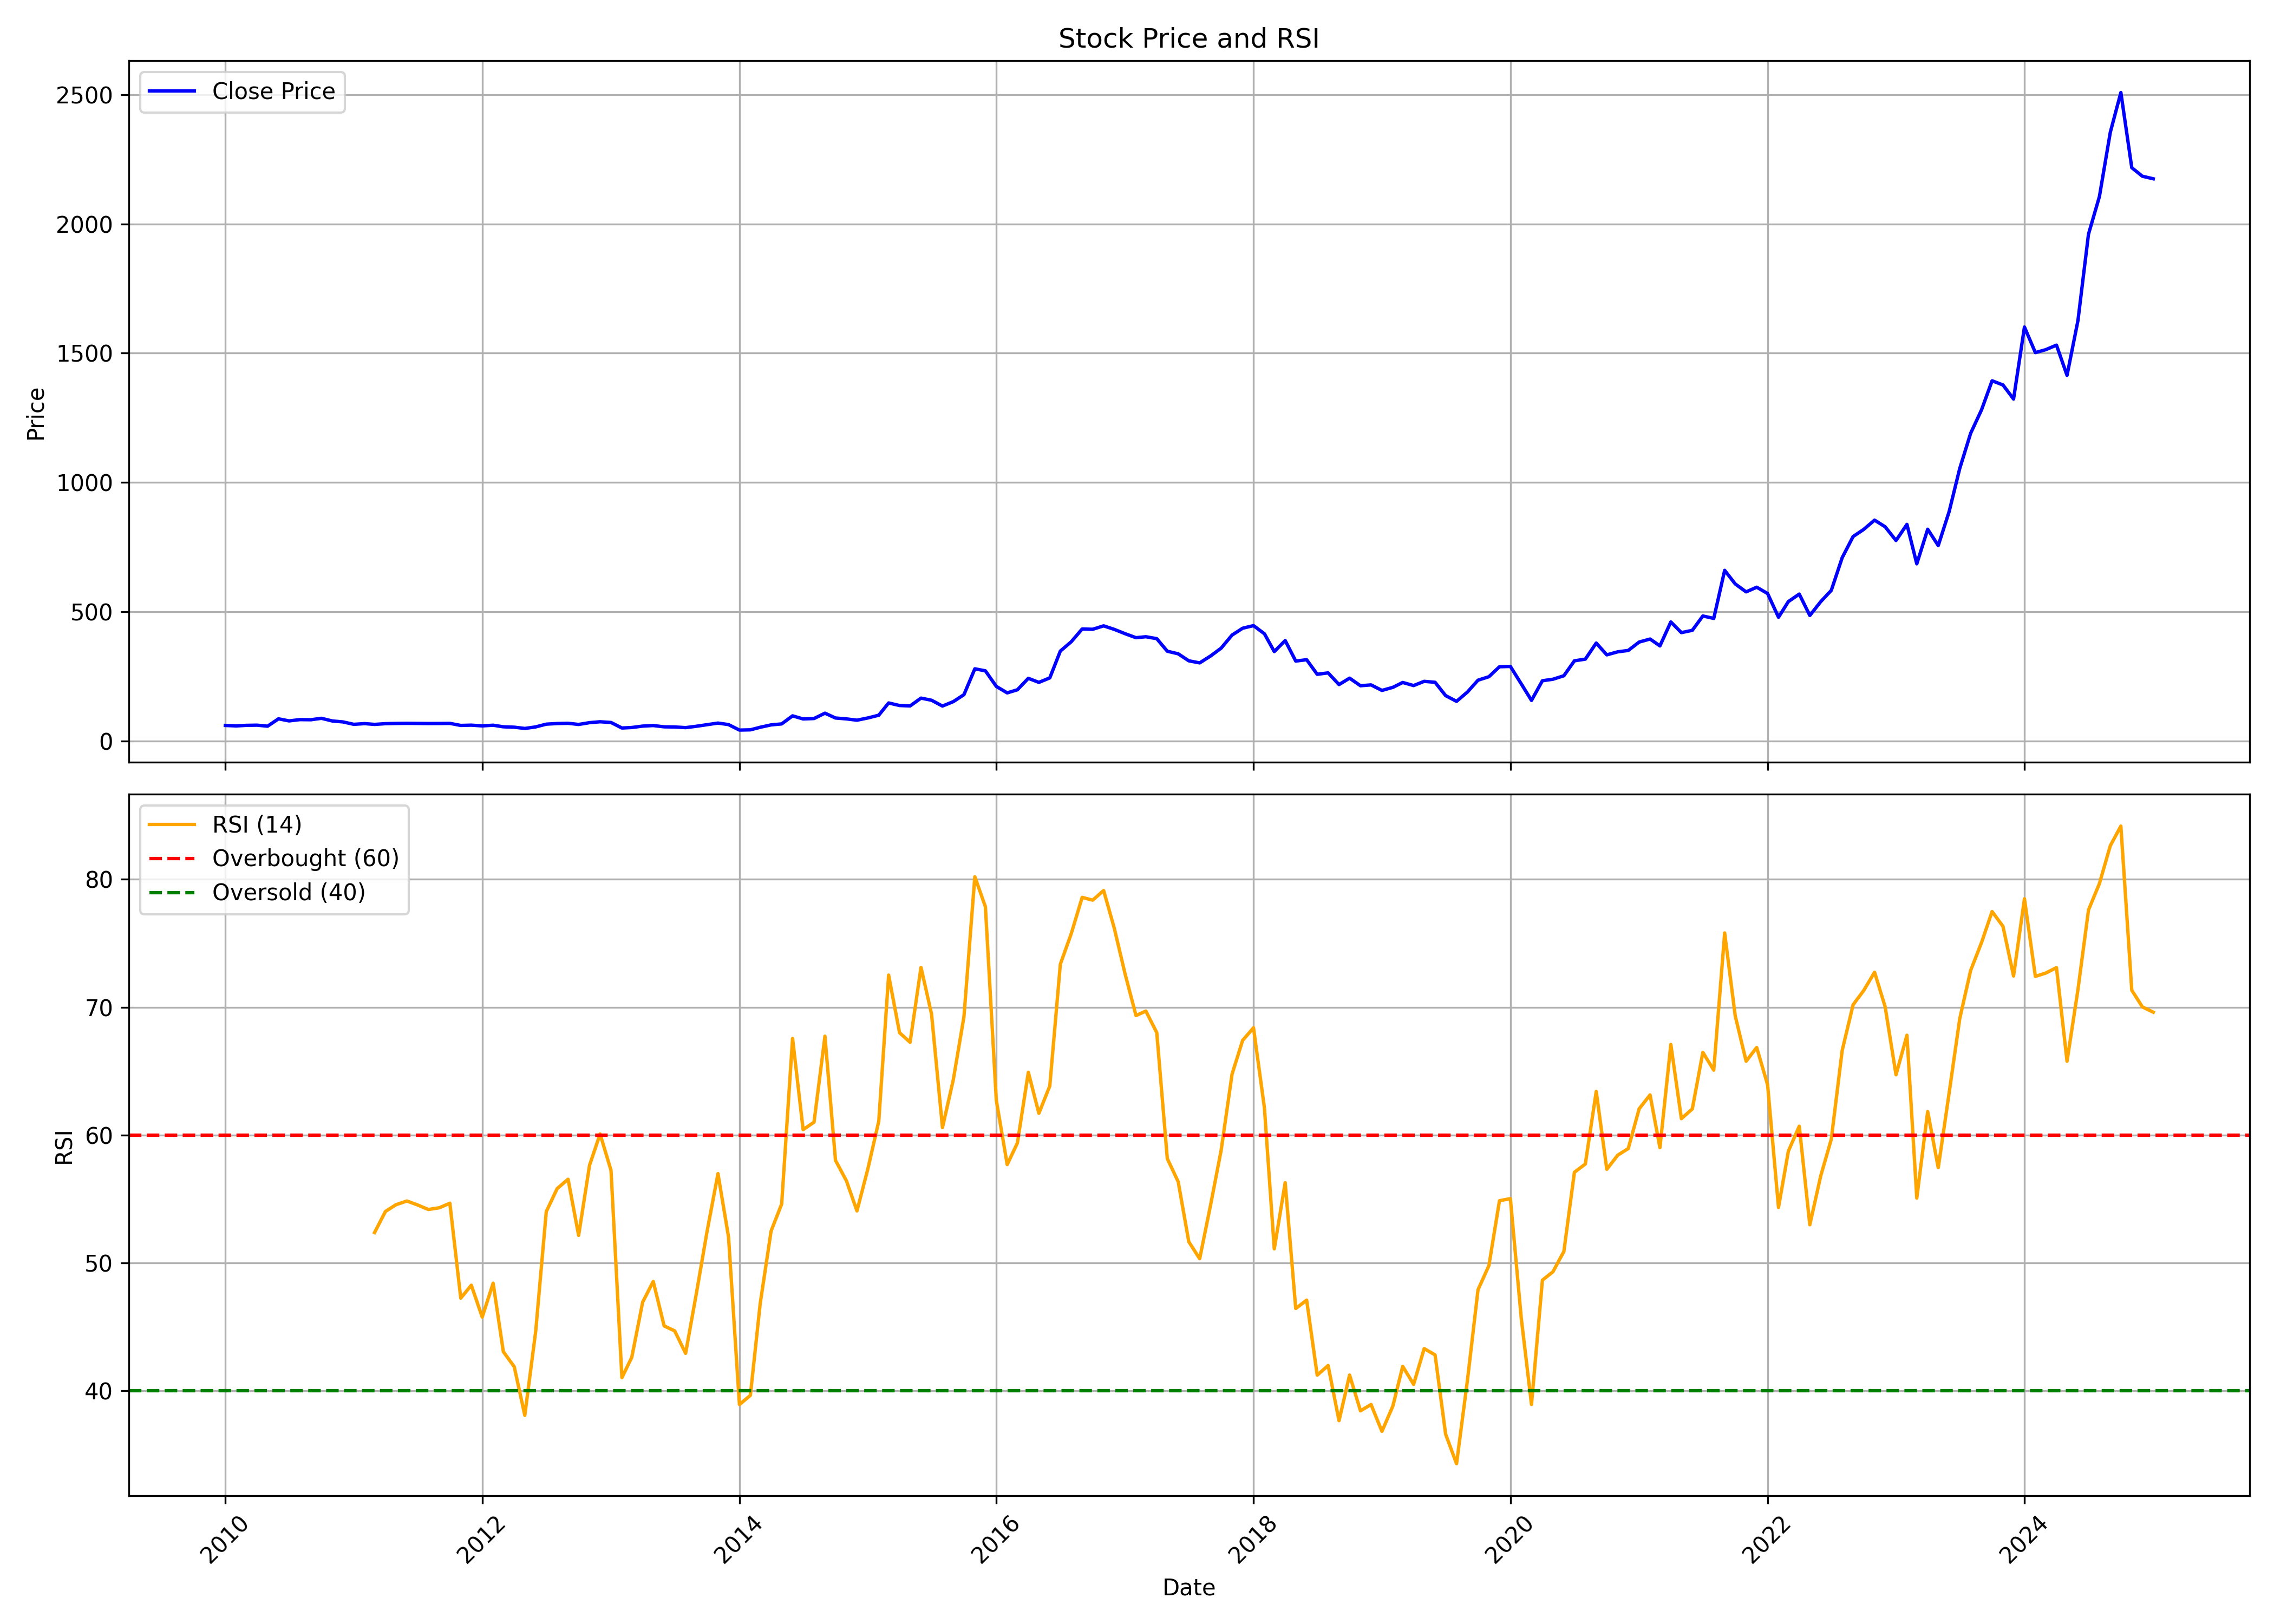 Stock Price and RSI
Close Price
2500
2000
1500
1000
500
0
Price
RSI (14)
Overbought (60)
Oversold (40)
80
70
60
50
40
RSI
2010
2012
2014
2016
2018
2020
2022
2024
Date